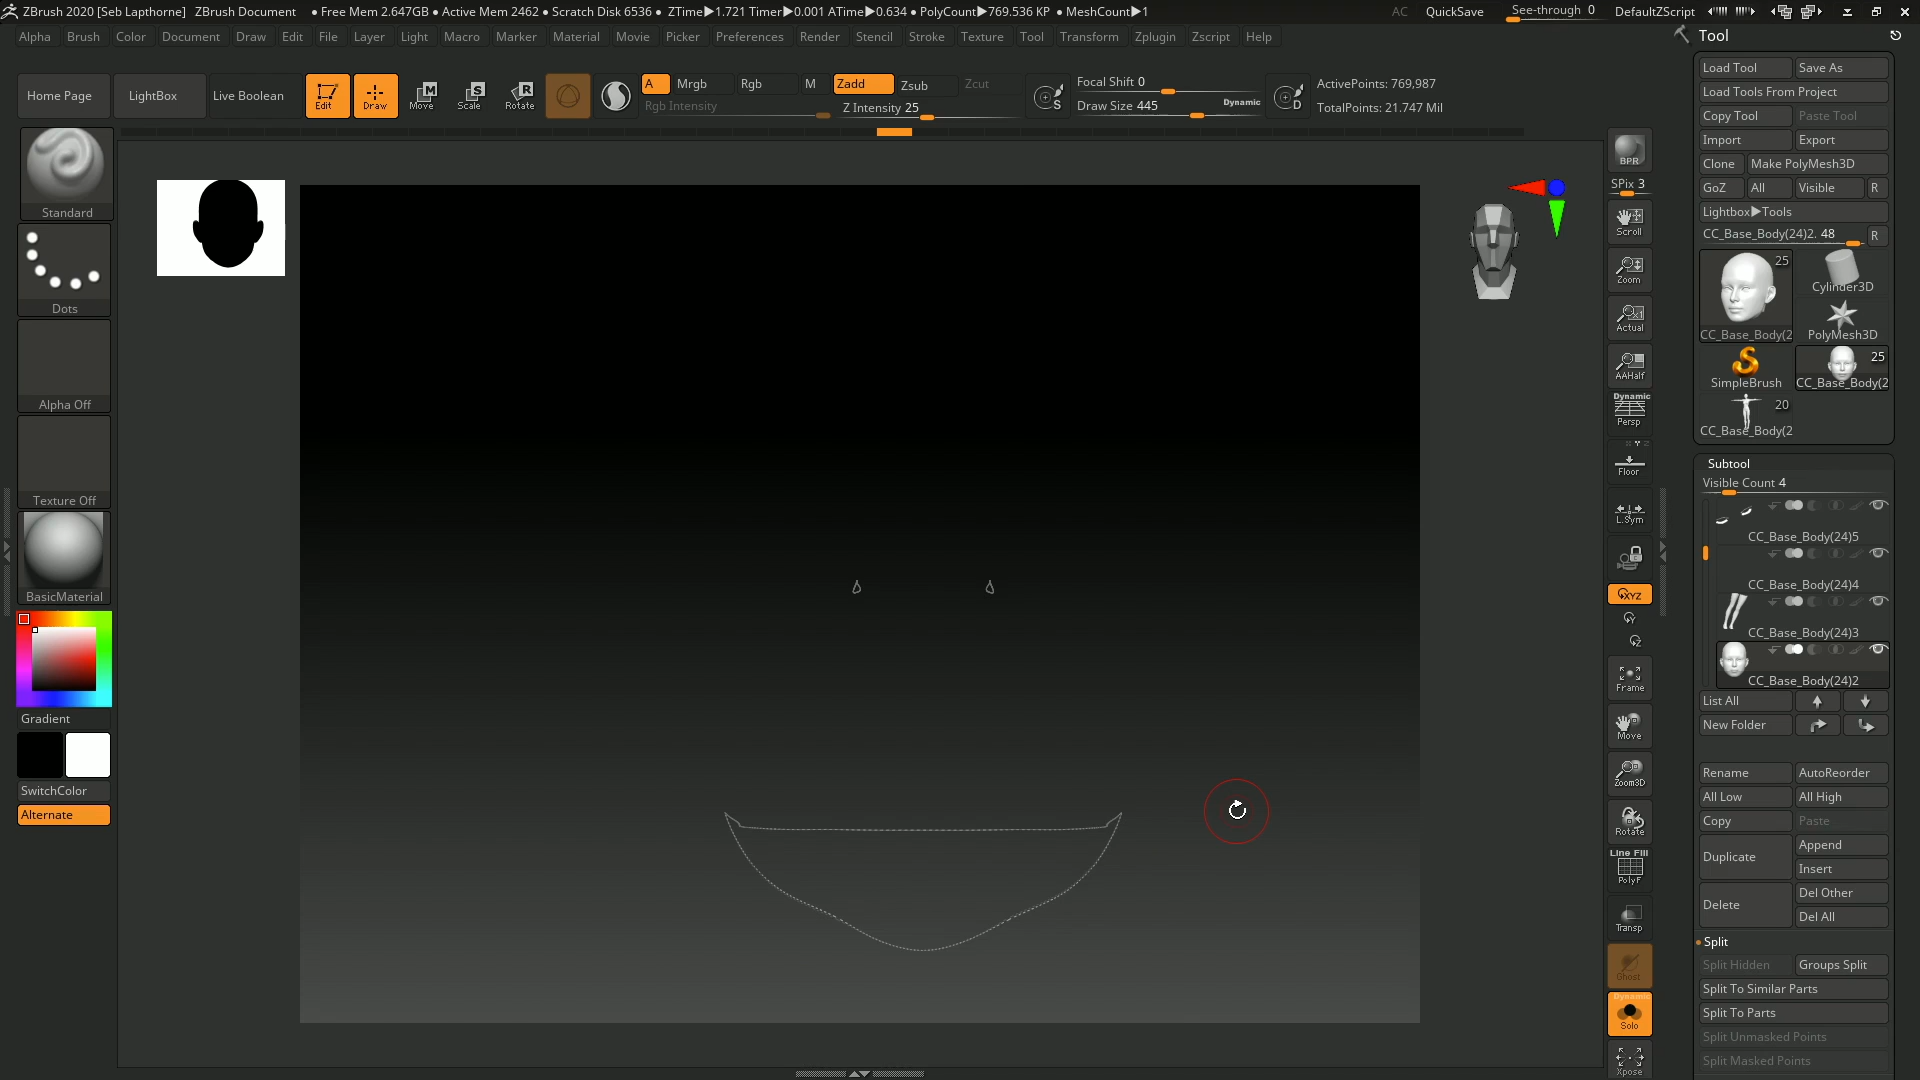 ZBrush 2020 [Seb Lapthorne] ZBrush Document • Free Mem 2.647GB • Active Mem 2462 • Scratch Disk 6536 • ZTime▶1.721 Timer▶0.001 ATime▶0.634 • PolyCount▶769.536 KP • MeshCount▶1 AC QuickSave See-through 0 DefaultZScript
Alpha Brush Color Document Draw Edit File Layer Light Macro Marker Material Movie Picker Preferences Render Stencil Stroke Texture Tool Transform Zplugin Zscript Help
Home Page LightBox Live Boolean
Edit Draw Move Scale Rotate
A Mrgb Rgb M Zadd Zsub Zcut
Rgb Intensity Z Intensity 25
Focal Shift 0
Draw Size 445 Dynamic
ActivePoints: 769,987
TotalPoints: 21.747 Mil
Standard
Dots
Alpha Off
Texture Off
BasicMaterial
Gradient
SwitchColor
Alternate
BPR
SPix 3
Scroll
Zoom
Actual
AAHalf
Dynamic
Persp
Floor
L.Sym
XYZ
Y
Z
Frame
Move
Zoom3D
Rotate
Line Fill
PolyF
Transp
Ghost
Dynamic
Solo
Xpose
Tool
Load Tool Save As
Load Tools From Project
Copy Tool Paste Tool
Import Export
Clone Make PolyMesh3D
GoZ All Visible R
Lightbox▶Tools
CC_Base_Body(24)2. 48 R
25
CC_Base_Body(2
Cylinder3D
PolyMesh3D
SimpleBrush
25
CC_Base_Body(2
20
CC_Base_Body(2
Subtool
Visible Count 4
CC_Base_Body(24)5
CC_Base_Body(24)4
CC_Base_Body(24)3
CC_Base_Body(24)2
List All
New Folder
Rename AutoReorder
All Low All High
Copy Paste
Duplicate Append
Insert
Delete Del Other
Del All
Split
Split Hidden Groups Split
Split To Similar Parts
Split To Parts
Split Unmasked Points
Split Masked Points